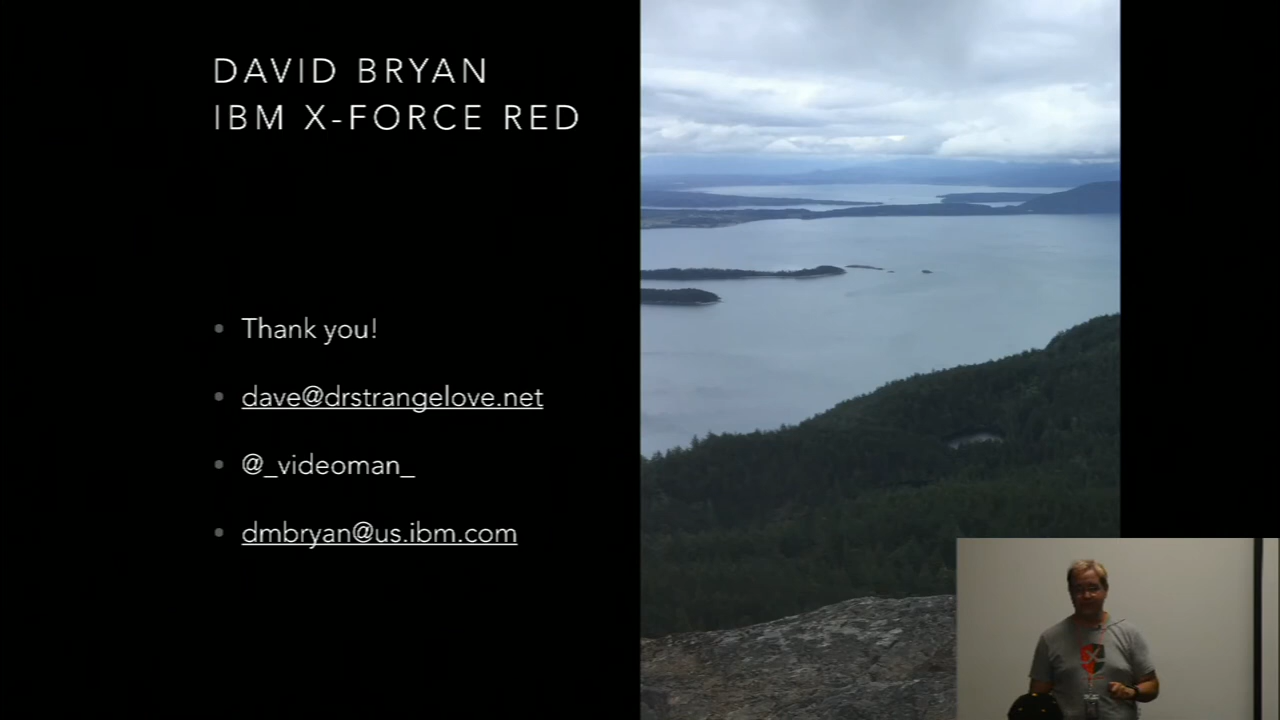 DAVID BRYAN
IBM X-FORCE RED
• Thank you!
• dave@drstrangelove.net
• @_videoman_
• dmbryan@us.ibm.com